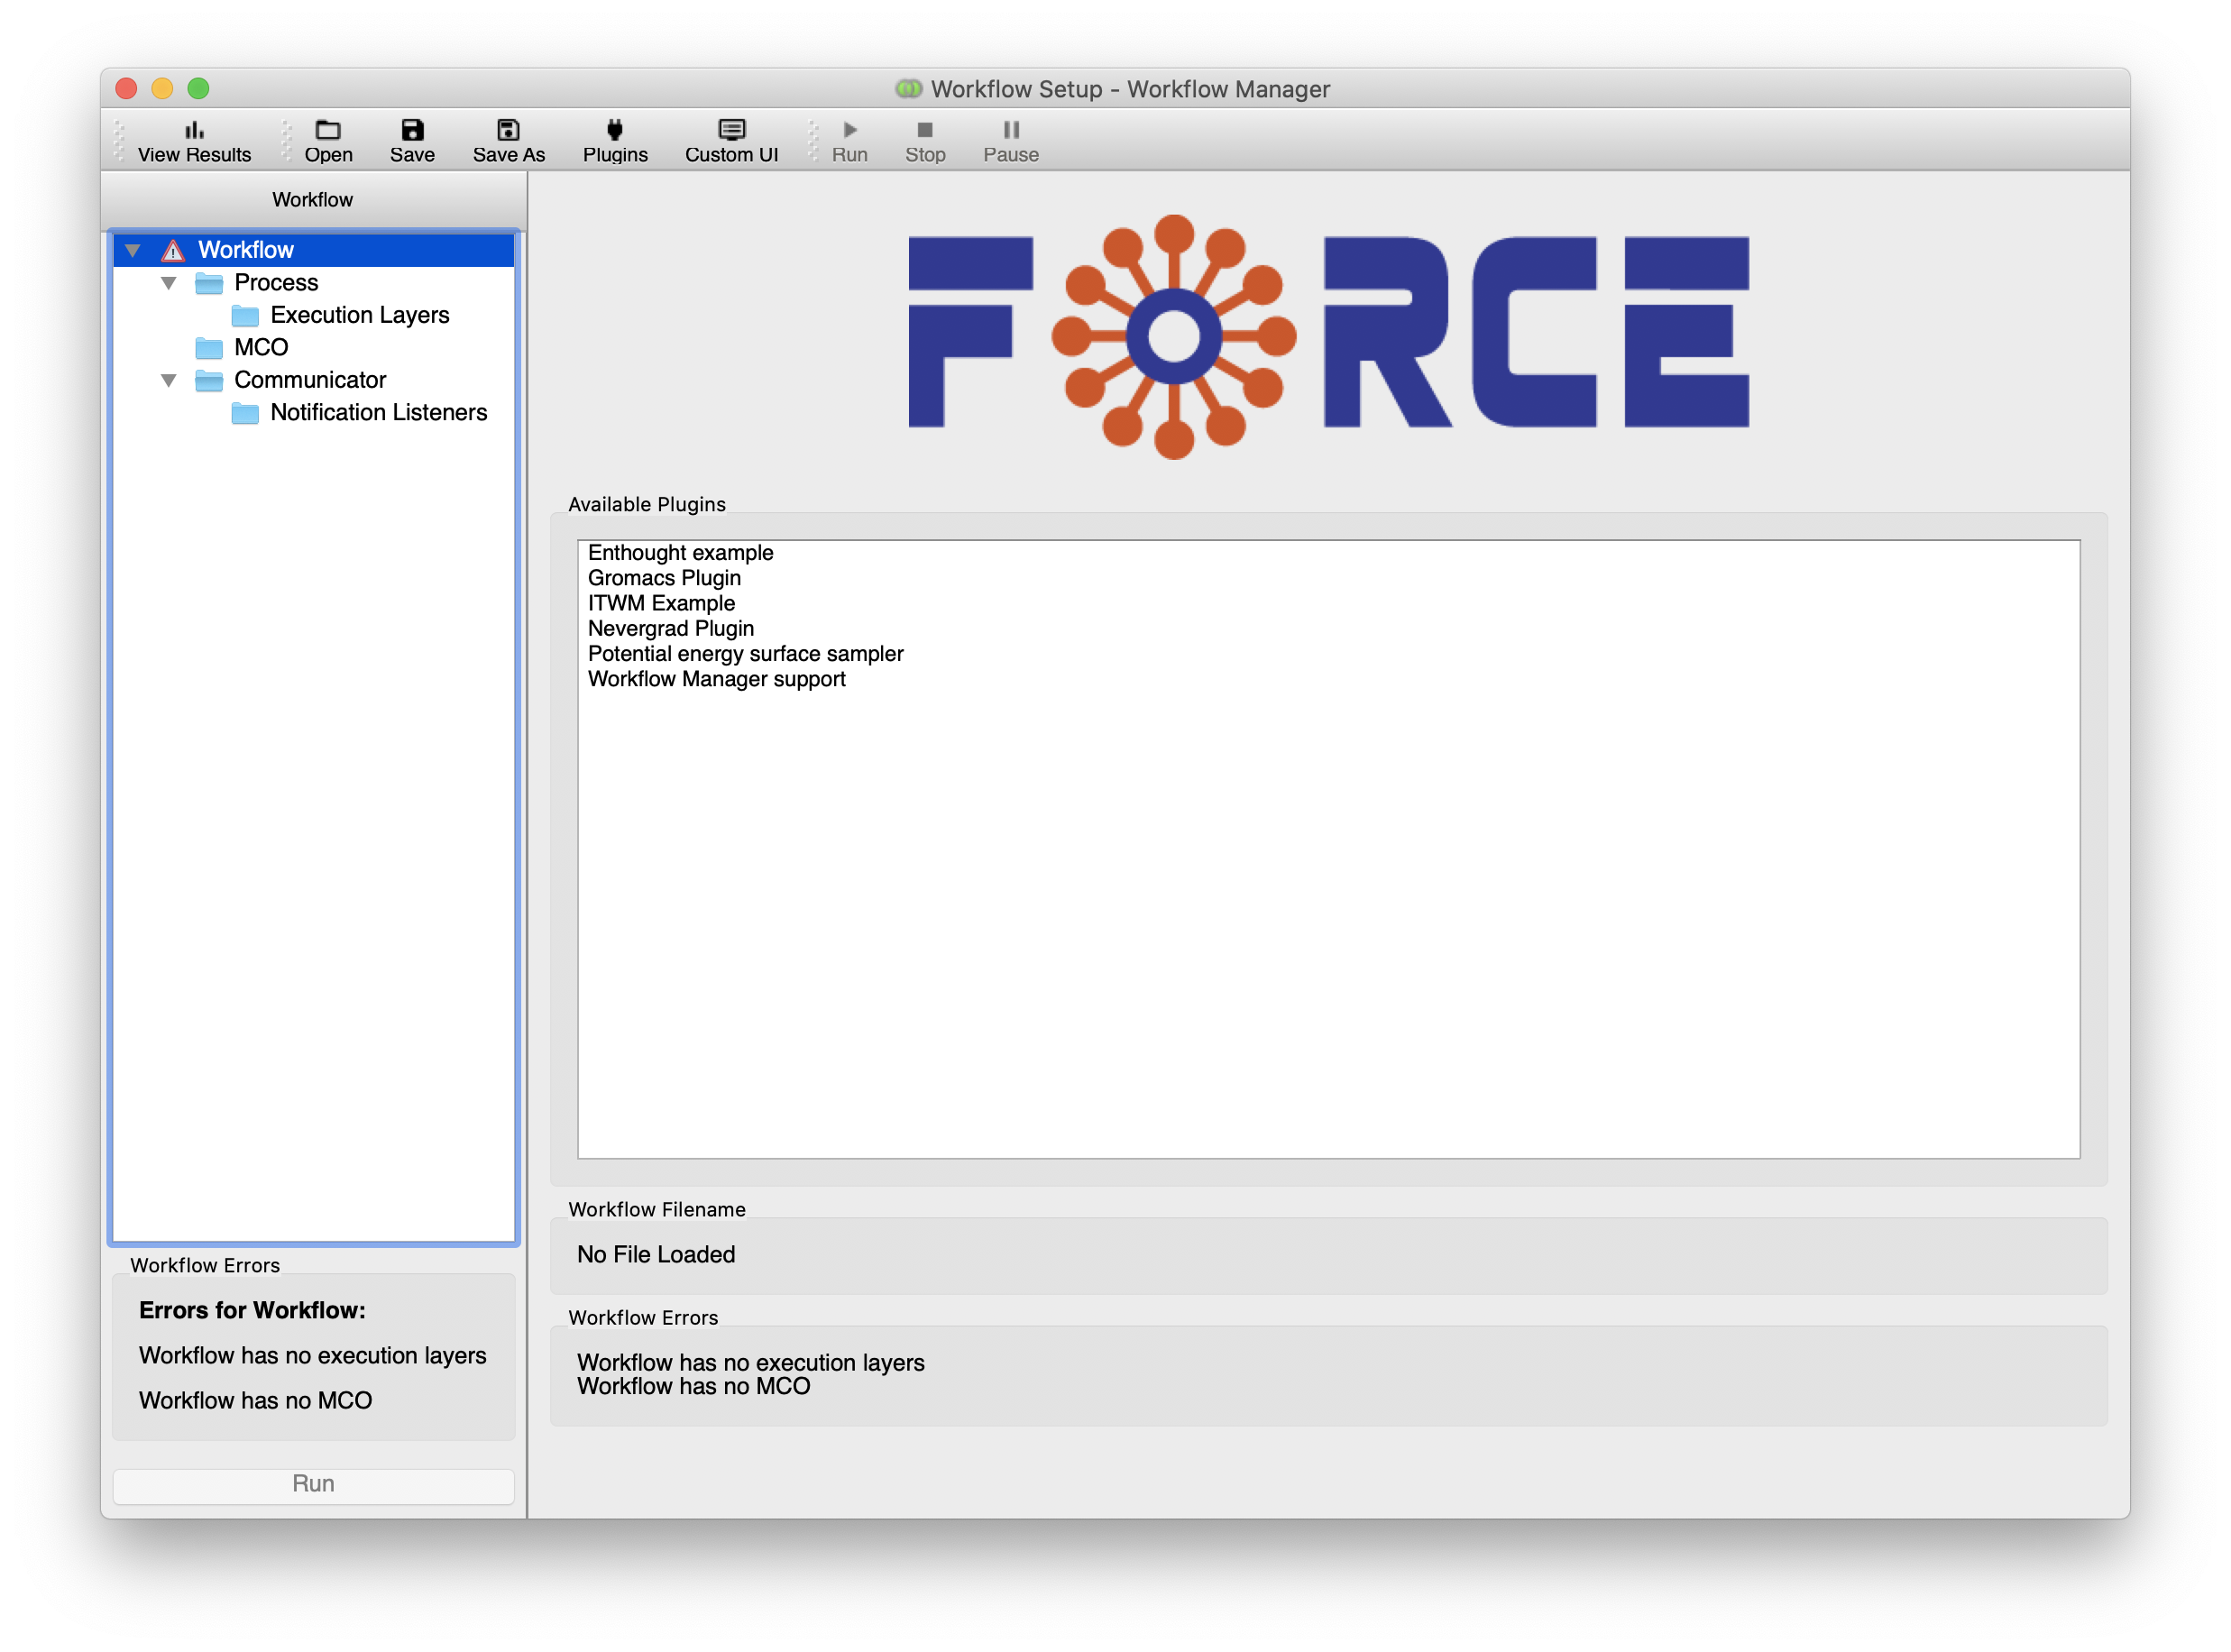 Workflow Setup - Workflow Manager
View Results Open Save Save As Plugins Custom UI Run Stop Pause
Workflow
Workflow
Process
Execution Layers
MCO
Communicator
Notification Listeners
Workflow Errors
Errors for Workflow:
Workflow has no execution layers
Workflow has no MCO
Run
FORCE
Available Plugins
Enthought example
Gromacs Plugin
ITWM Example
Nevergrad Plugin
Potential energy surface sampler
Workflow Manager support
Workflow Filename
No File Loaded
Workflow Errors
Workflow has no execution layers
Workflow has no MCO